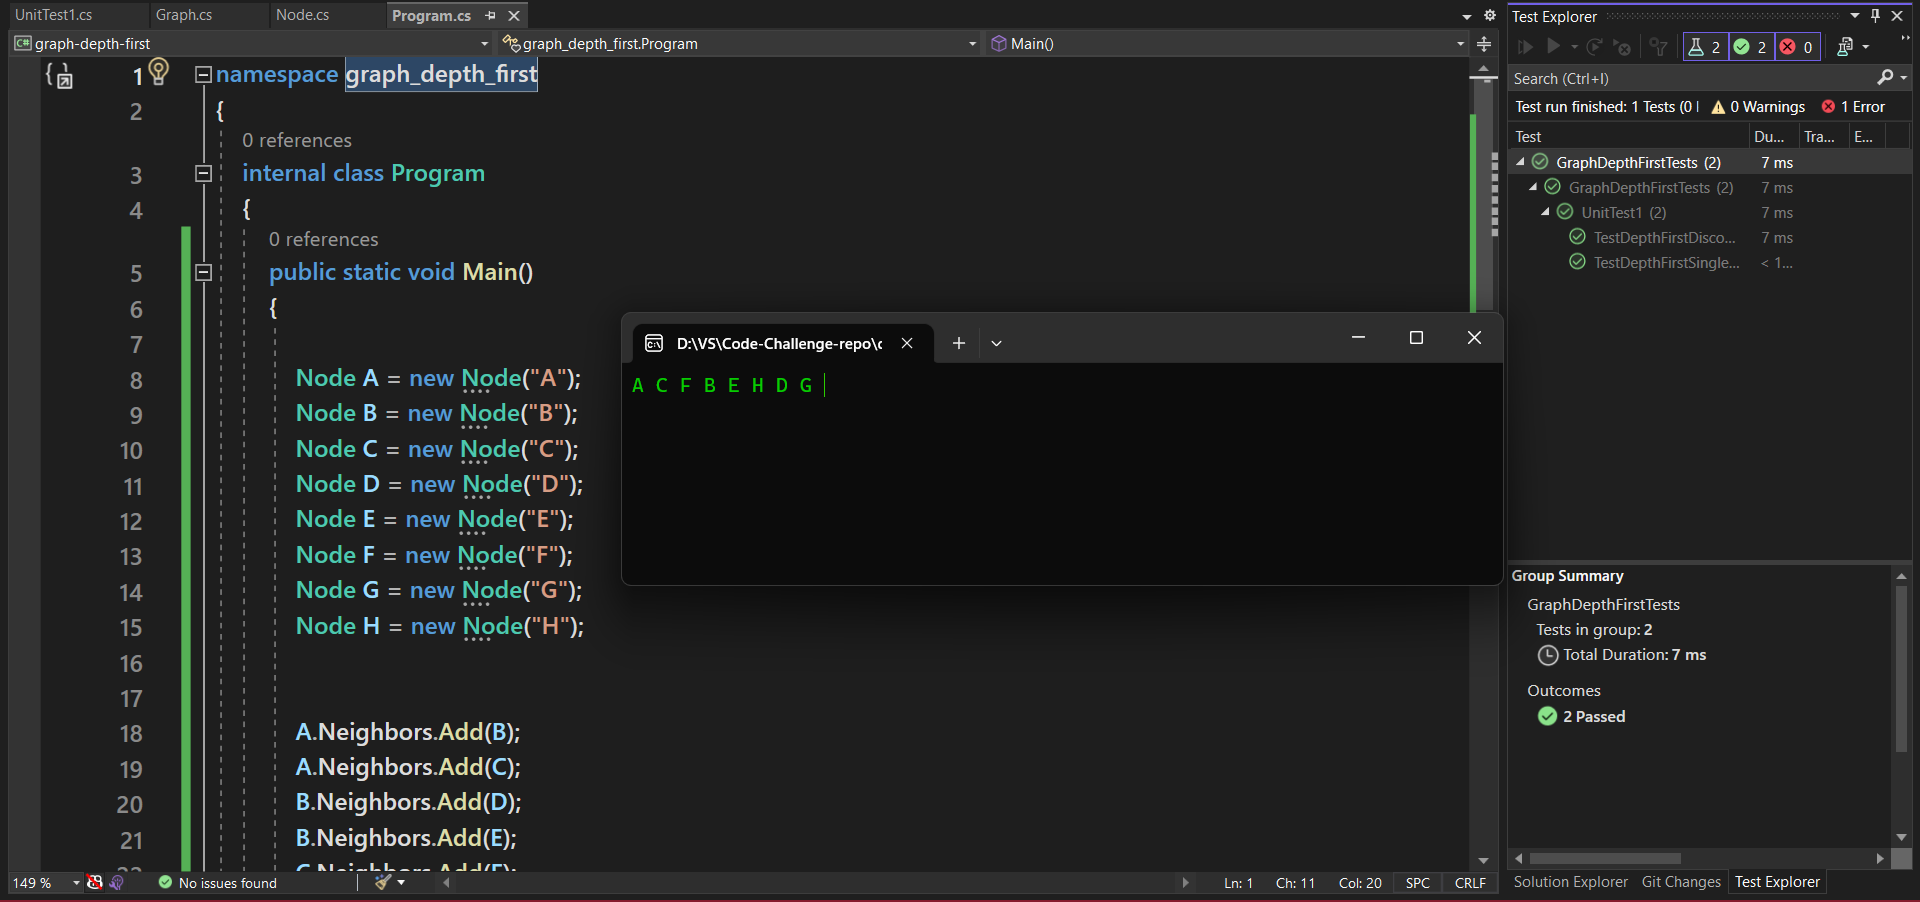 UnitTest1.cs Graph.cs Node.cs Program.cs
graph-depth-first graph_depth_first.Program Main()
1 namespace graph_depth_first
2 {
0 references
3 internal class Program
4 {
0 references
5 public static void Main()
6 {
7
8 Node A = new Node("A");
9 Node B = new Node("B");
10 Node C = new Node("C");
11 Node D = new Node("D");
12 Node E = new Node("E");
13 Node F = new Node("F");
14 Node G = new Node("G");
15 Node H = new Node("H");
16
17
18 A.Neighbors.Add(B);
19 A.Neighbors.Add(C);
20 B.Neighbors.Add(D);
21 B.Neighbors.Add(E);
149 % No issues found Ln: 1 Ch: 11 Col: 20 SPC CRLF
D:\VS\Code-Challenge-repo\c
A C F B E H D G
Test Explorer
2 2 0
Search (Ctrl+I)
Test run finished: 1 Tests (0 0 Warnings 1 Error
Test Du... Tra... E...
GraphDepthFirstTests (2) 7 ms
GraphDepthFirstTests (2) 7 ms
UnitTest1 (2) 7 ms
TestDepthFirstDisco... 7 ms
TestDepthFirstSingle... < 1...
Group Summary
GraphDepthFirstTests
Tests in group: 2
Total Duration: 7 ms
Outcomes
2 Passed
Solution Explorer Git Changes Test Explorer